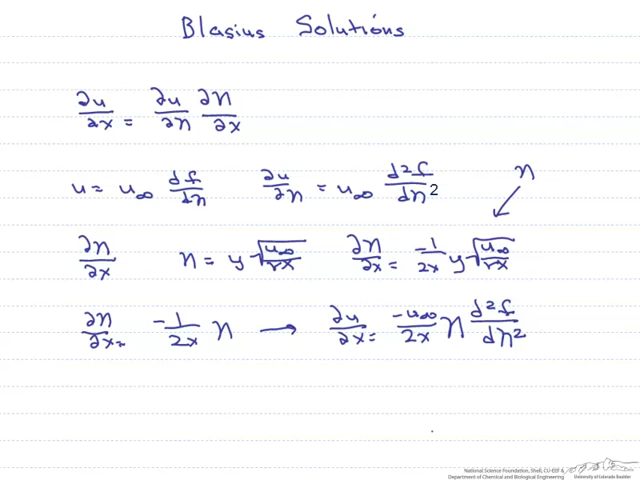 Blasius Solutions
∂u/∂x = ∂u/∂η ∂η/∂x
u = u∞ df/dη ∂u/∂η = u∞ d²f/dη² η
∂η/∂x η = y √(u∞/νx) ∂η/∂x = -1/2x y √(u∞/νx)
∂η/∂x = -1/2x η → ∂u/∂x = -u∞/2x η d²f/dη²
National Science Foundation, Shell, CU-EEF &
Department of Chemical and Biological Engineering University of Colorado Boulder